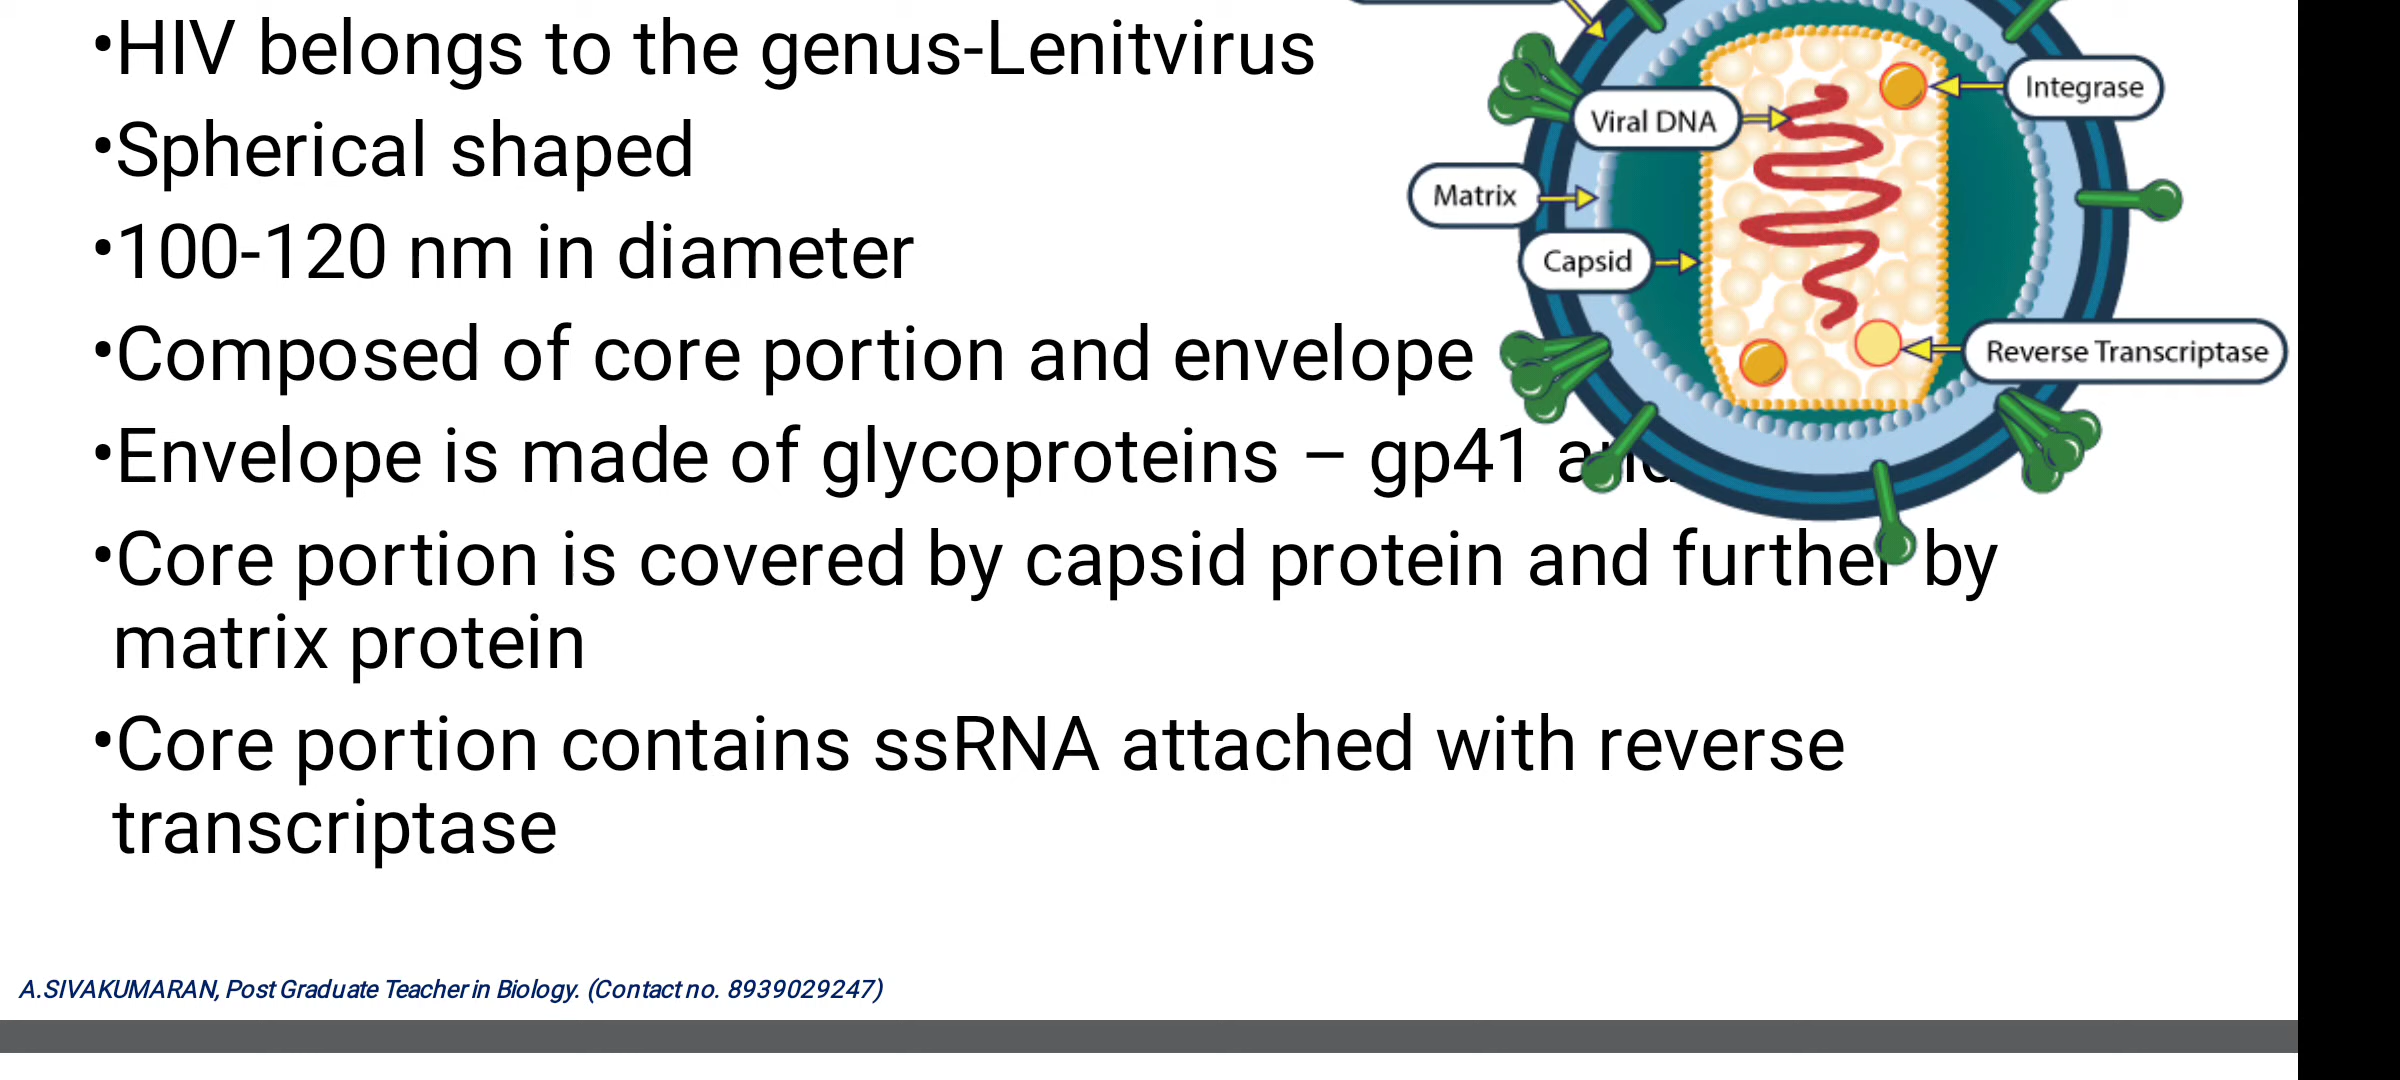 •HIV belongs to the genus-Lenitvirus
•Spherical shaped
•100-120 nm in diameter
•Composed of core portion and envelope
•Envelope is made of glycoproteins – gp41 and
•Core portion is covered by capsid protein and further by
matrix protein
•Core portion contains ssRNA attached with reverse
transcriptase
Integrase
Viral DNA
Matrix
Capsid
Reverse Transcriptase
A.SIVAKUMARAN, Post Graduate Teacher in Biology. (Contact no. 8939029247)